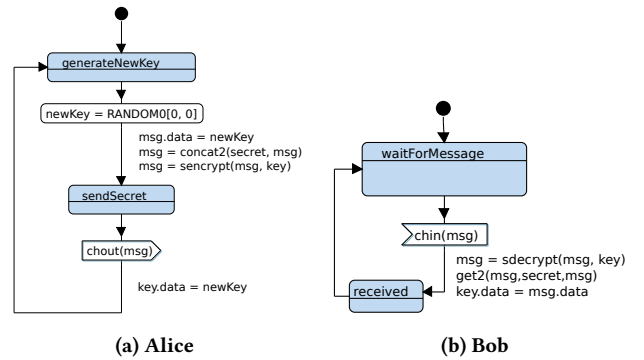 generateNewKey
newKey = RANDOM0[0, 0]
msg.data = newKey
msg = concat2(secret, msg)
msg = sencrypt(msg, key)
sendSecret
chout(msg)
key.data = newKey
(a) Alice
waitForMessage
chin(msg)
msg = sdecrypt(msg, key)
get2(msg,secret,msg)
key.data = msg.data
received
(b) Bob